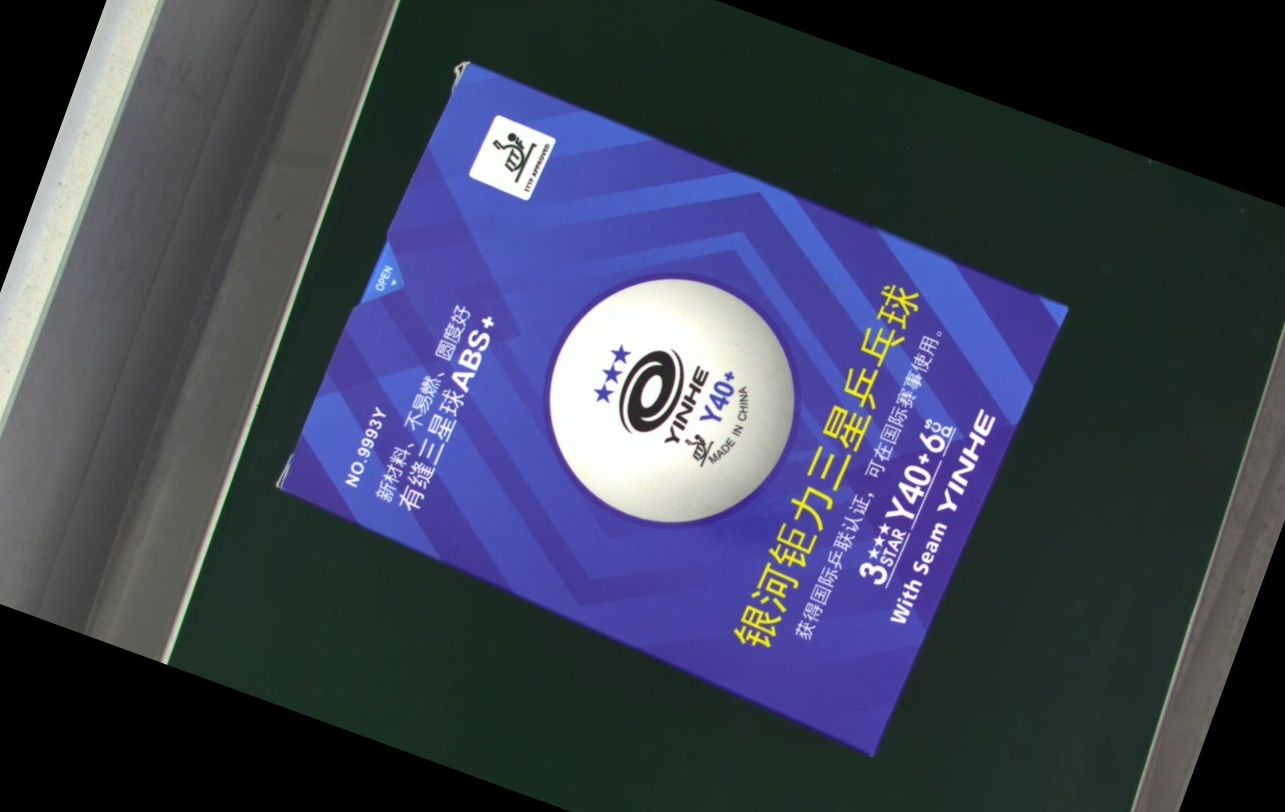 ITTF APPROVED
OPEN
NO.9993Y
新材料、不易燃、圆度好
有缝三星球ABS+
YINHE
Y40+
MADE IN CHINA
银河钜力三星乒乓球
获得国际乒联认证，可在国际赛事使用。
3STAR Y40+ 6
With Seam YINHE